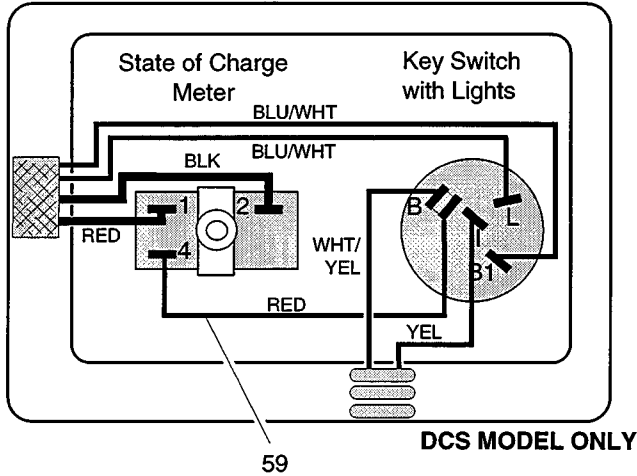 State of Charge
Meter
Key Switch
with Lights
BLU/WHT
BLU/WHT
BLK
1
2
B
L
I
RED
4
WHT/
YEL
B1
RED
YEL
DCS MODEL ONLY
59